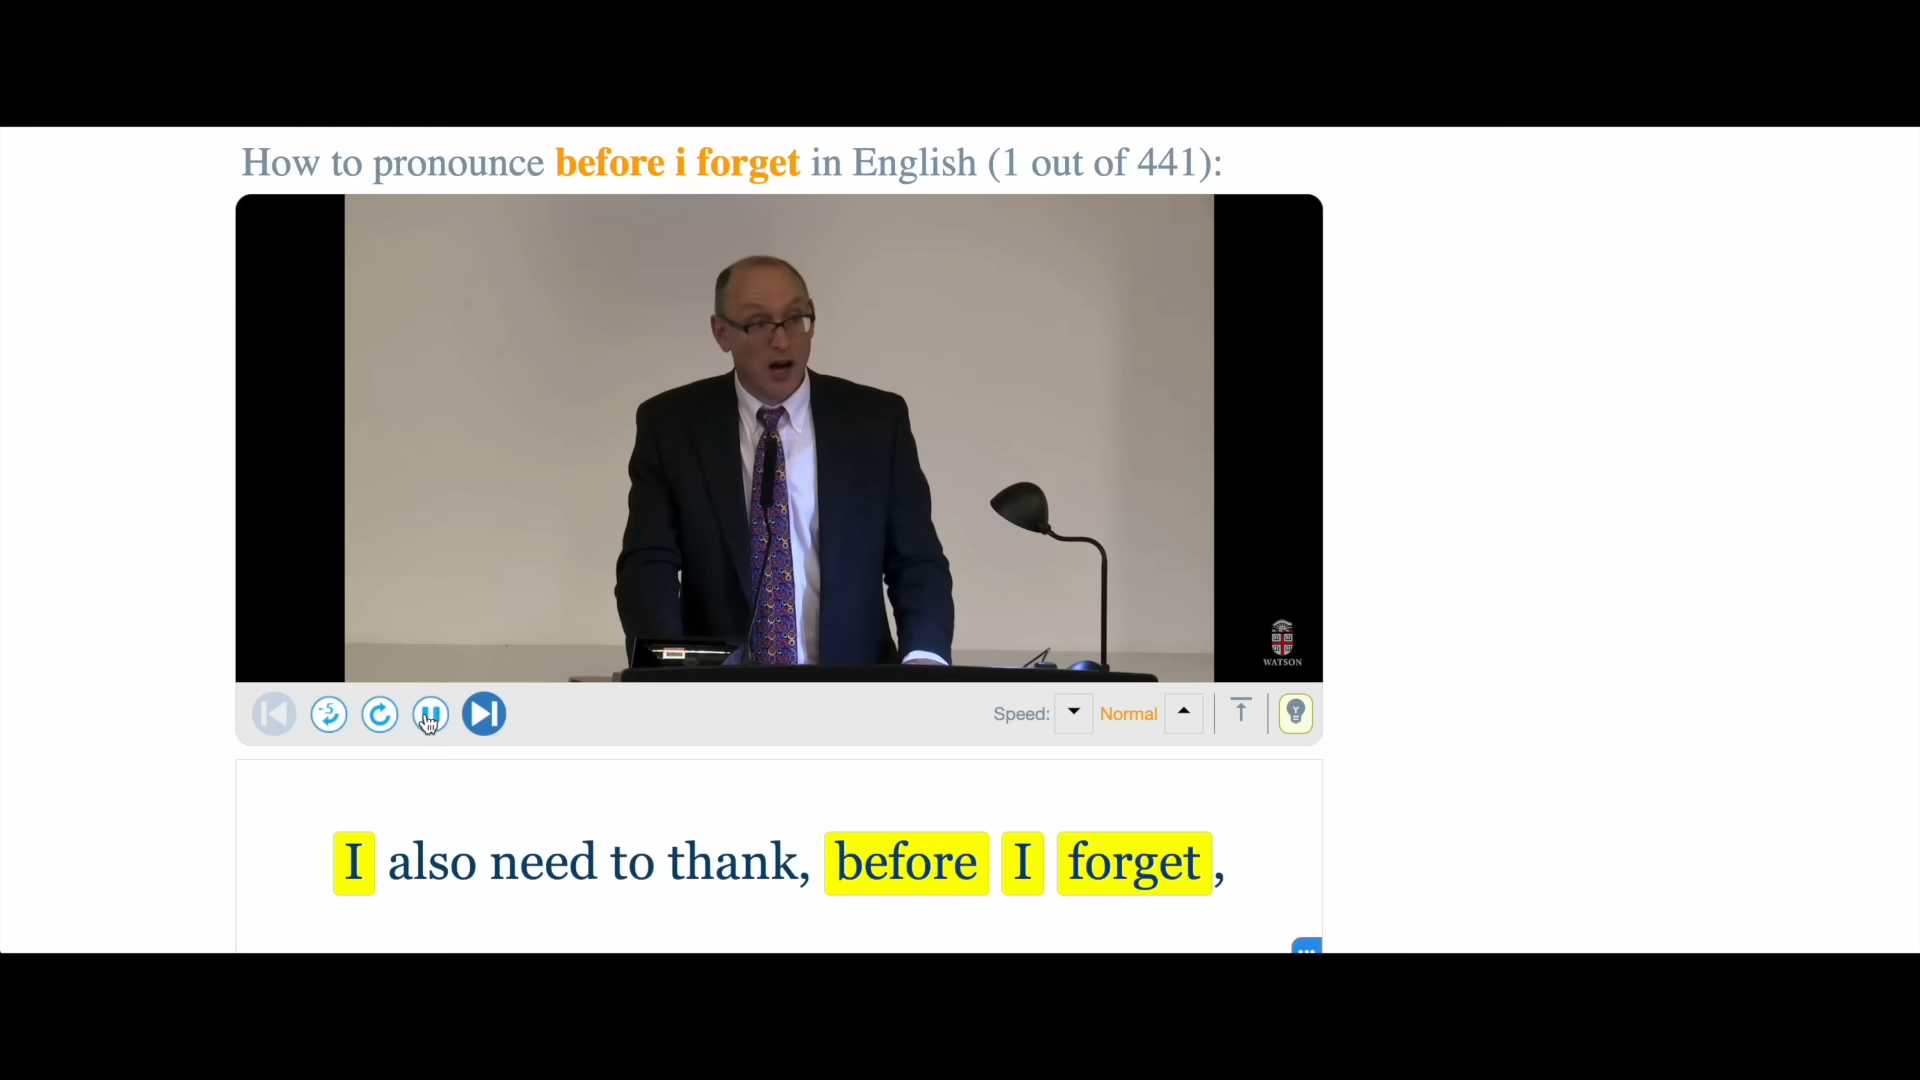 How to pronounce before i forget in English (1 out of 441):
WATSON
-5
Speed: Normal
I also need to thank, before I forget,